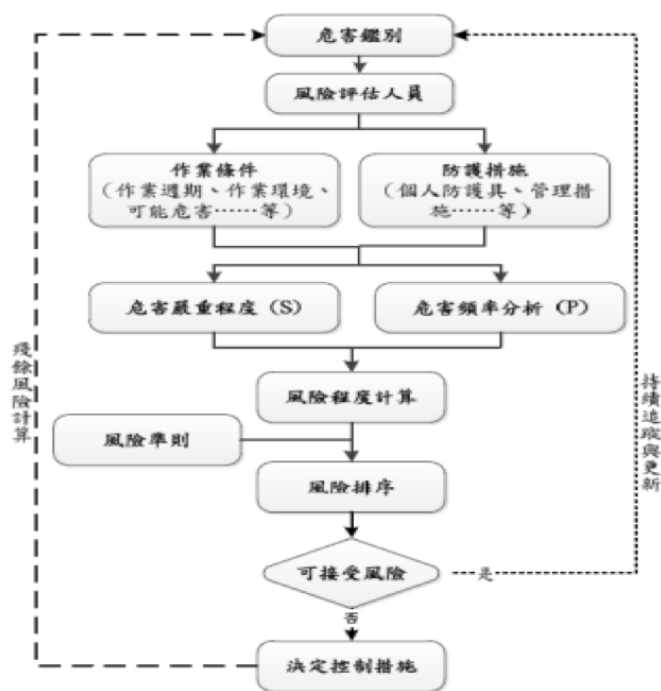 危害鑑別
風險評估人員
作業條件
（作業週期、作業環境、
可能危害……等）
防護措施
（個人防護具、管理措
施……等）
危害嚴重程度（S）
危害頻率分析（P）
風險程度計算
風險準則
風險排序
可接受風險
是
否
決定控制措施
殘餘風險計算
持續追蹤與更新